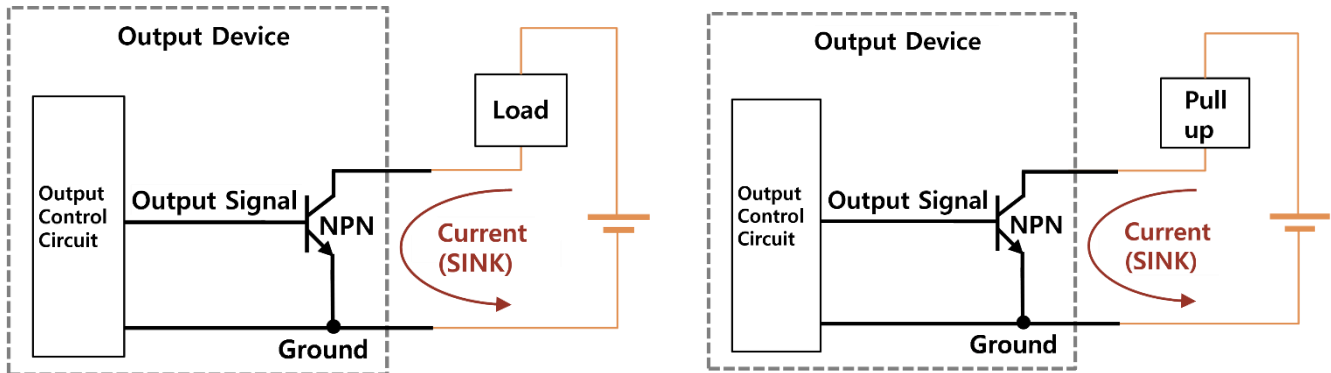 Output Device
Load
Output
Control
Circuit
Output Signal
NPN
Current
(SINK)
Ground
Output Device
Pull
up
Output
Control
Circuit
Output Signal
NPN
Current
(SINK)
Ground